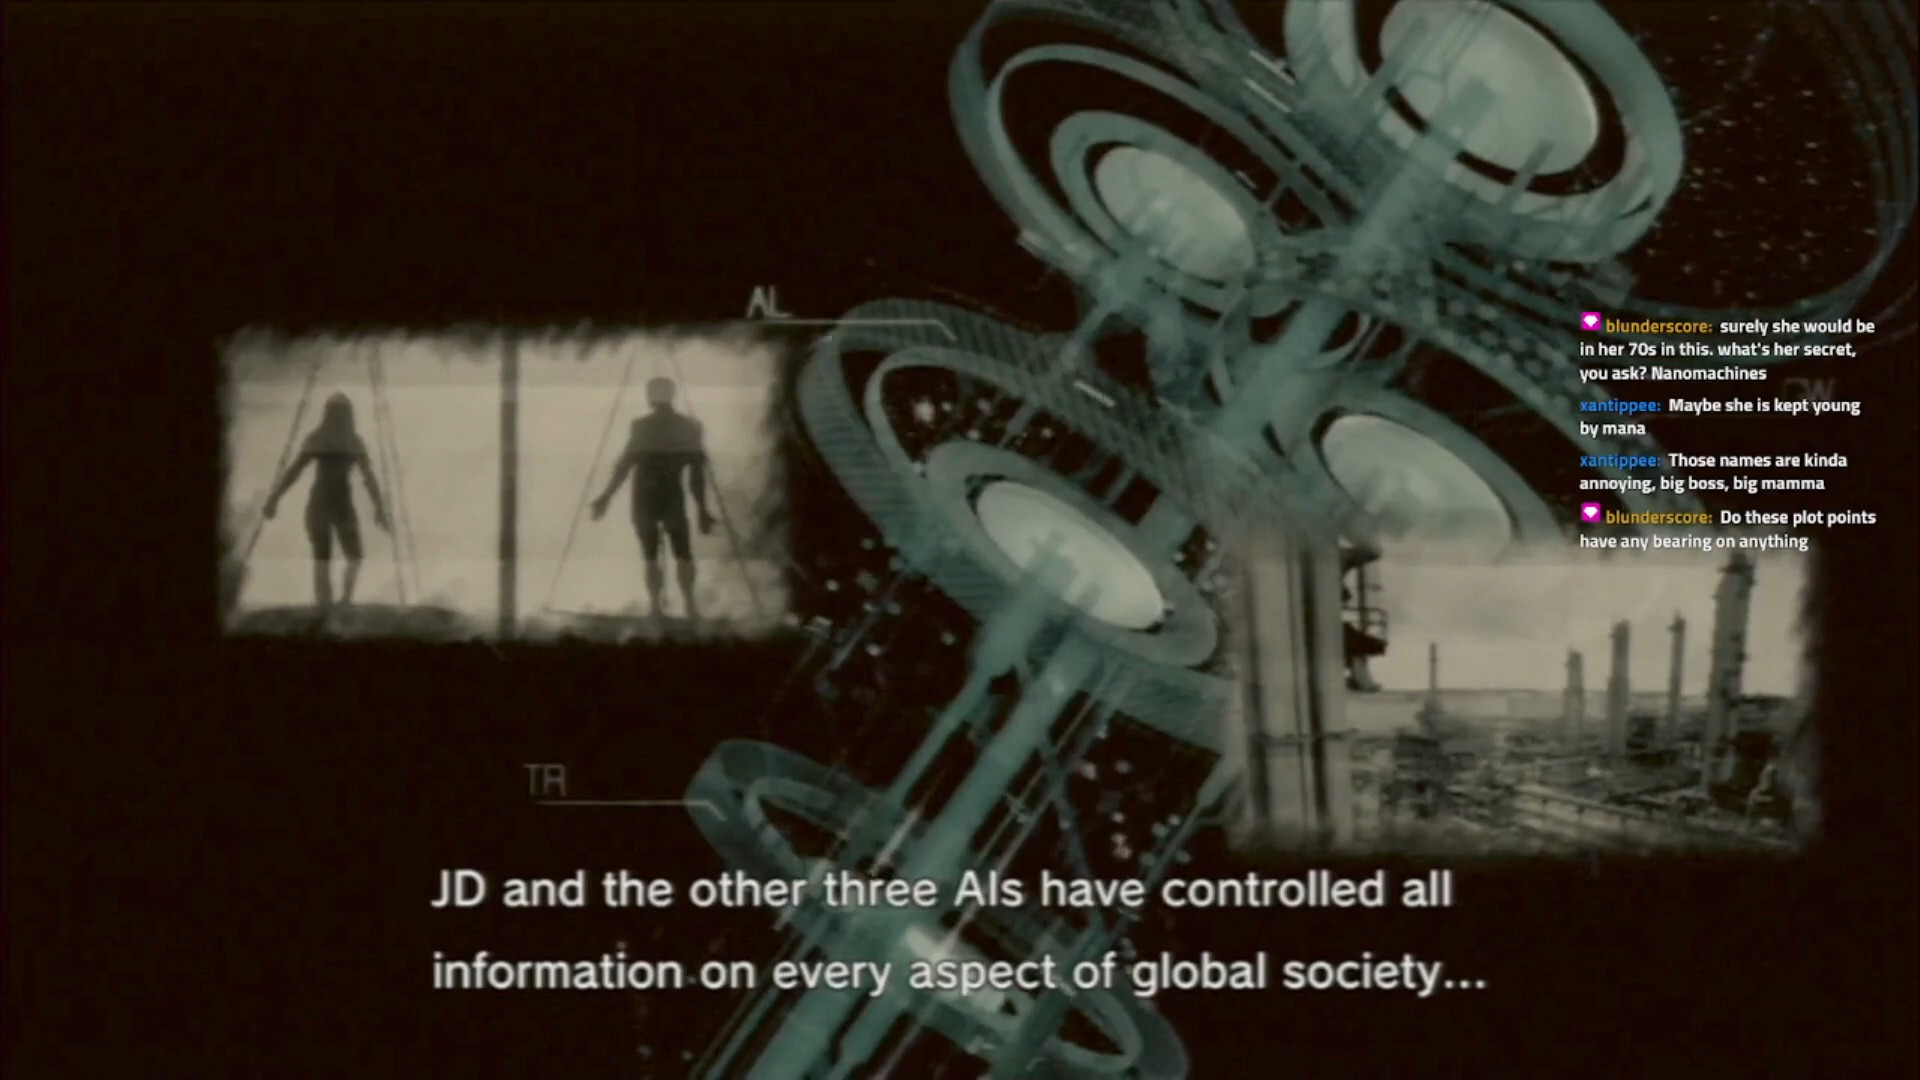 AL
blunderscore: surely she would be
in her 70s in this. what's her secret,
you ask? Nanomachines
xantippee: Maybe she is kept young
by mana
xantippee: Those names are kinda
annoying, big boss, big mamma
blunderscore: Do these plot points
have any bearing on anything
TR
JD and the other three AIs have controlled all
information on every aspect of global society...